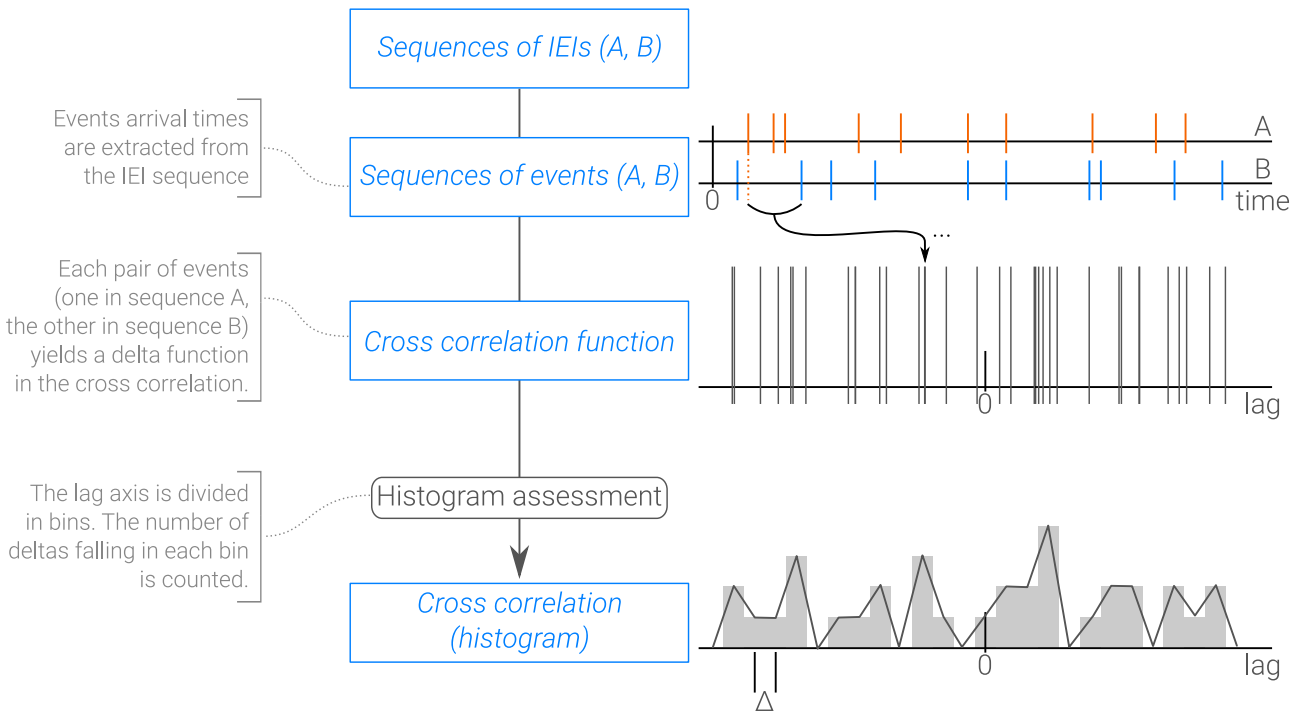 Sequences of IEIs (A, B)
Events arrival times
are extracted from
the IEI sequence
Sequences of events (A, B)
A
B
0
time
...
Each pair of events
(one in sequence A,
the other in sequence B)
yields a delta function
in the cross correlation.
Cross correlation function
0
lag
The lag axis is divided
in bins. The number of
deltas falling in each bin
is counted.
Histogram assessment
Cross correlation
(histogram)
0
lag
Δ